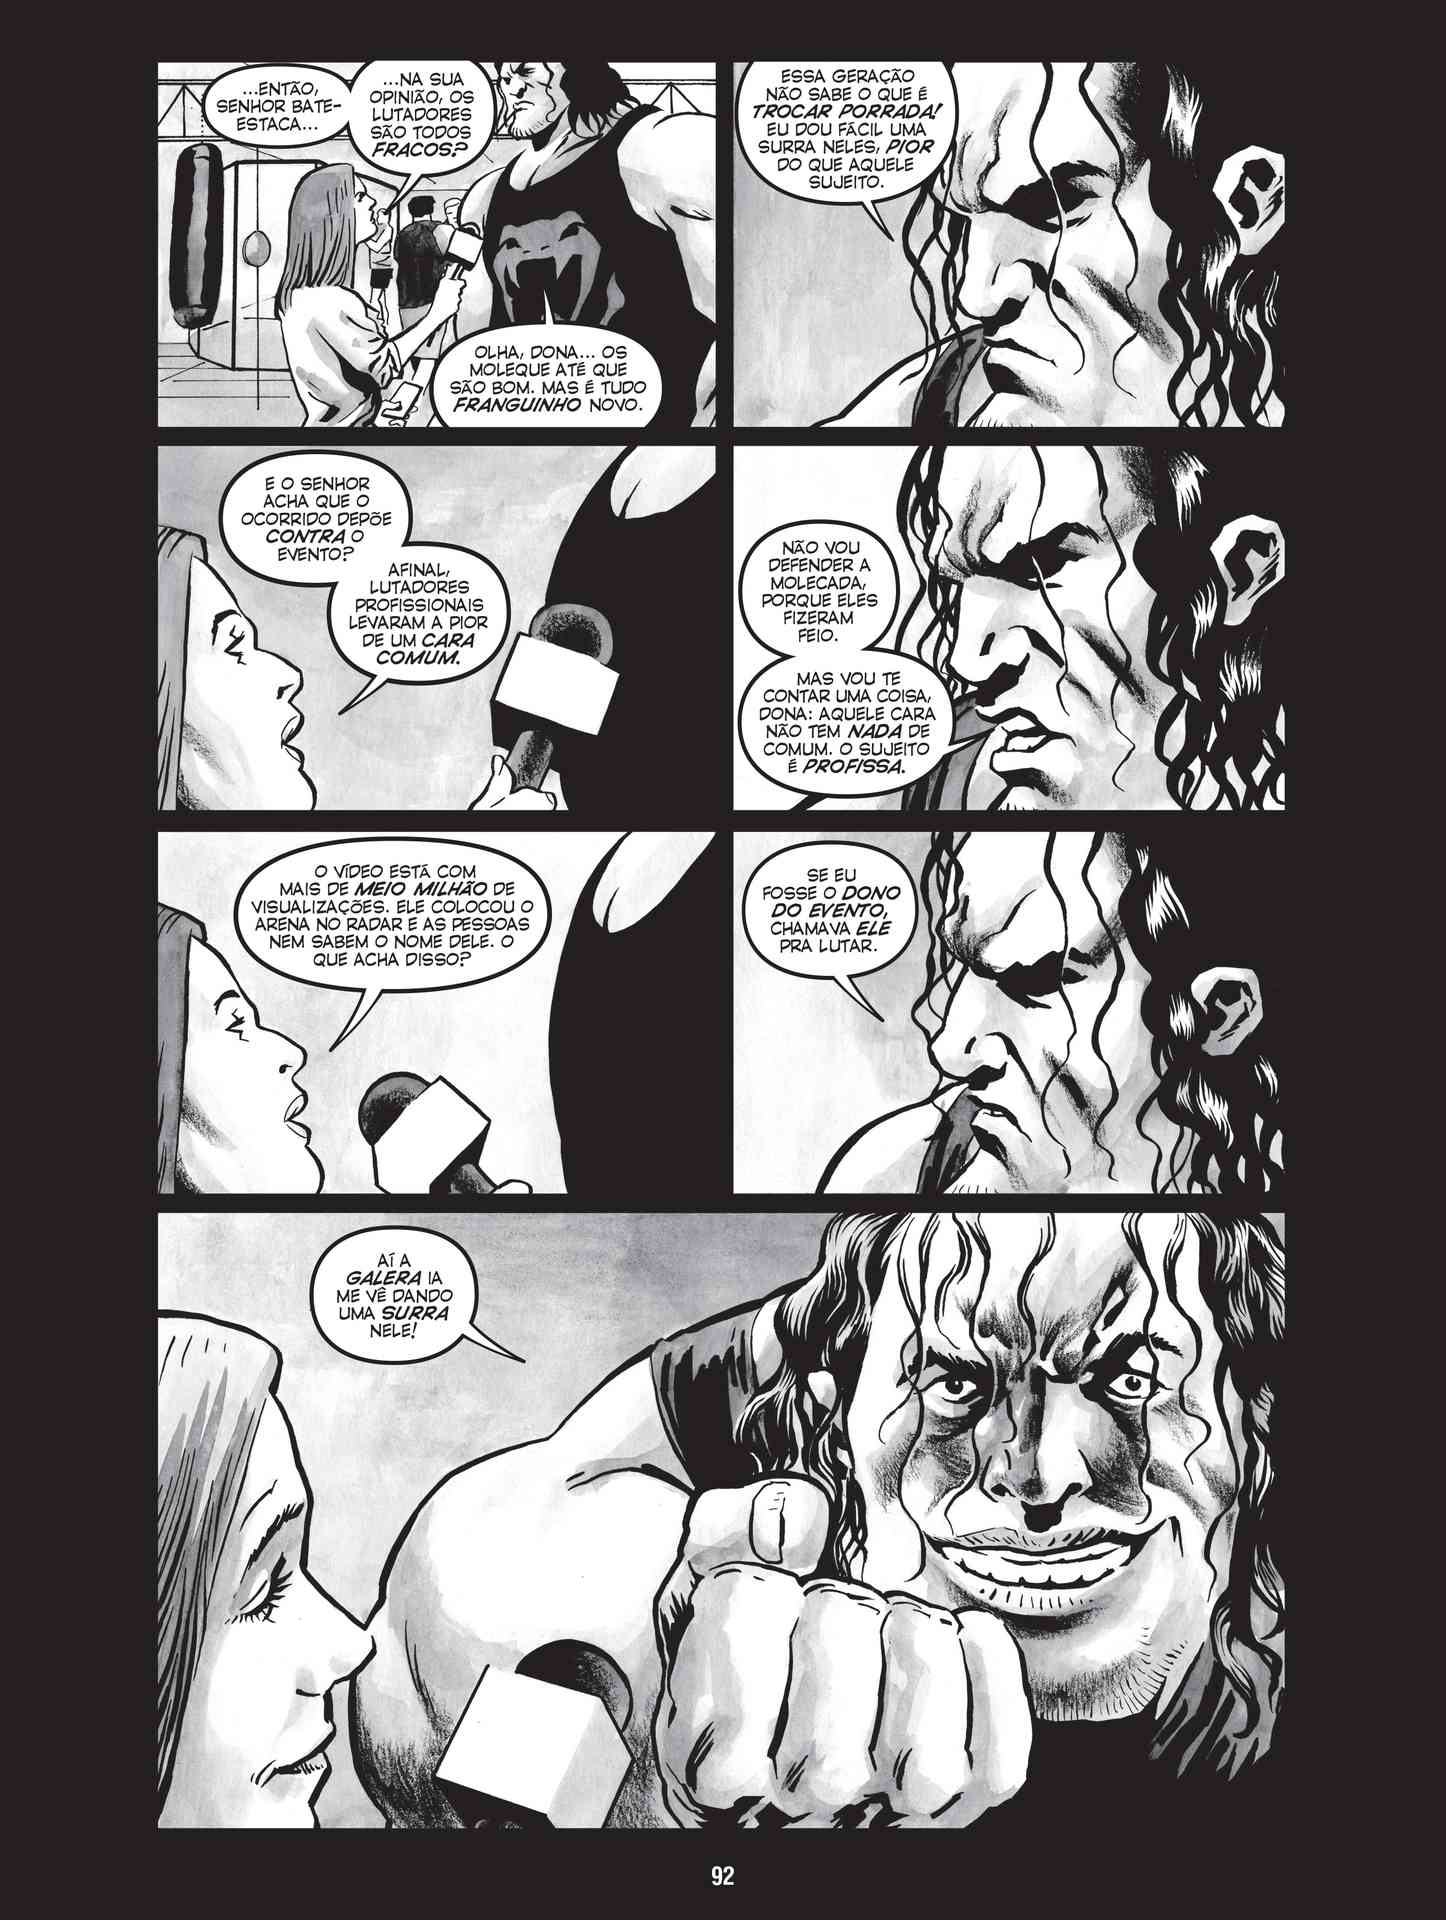 ...ENTÃO,
SENHOR BATE-
ESTACA...
...NA SUA
OPINIÃO, OS
LUTADORES
SÃO TODOS
FRACOS?
OLHA, DONA... OS
MOLEQUE ATÉ QUE
SÃO BOM. MAS É TUDO
FRANGUINHO NOVO.
ESSA GERAÇÃO
NÃO SABE O QUE É
TROCAR PORRADA!
EU DOU FÁCIL UMA
SURRA NELES, PIOR
DO QUE AQUELE
SUJEITO.
E O SENHOR
ACHA QUE O
OCORRIDO DEPÕE
CONTRA O
EVENTO?
AFINAL,
LUTADORES
PROFISSIONAIS
LEVARAM A PIOR
DE UM CARA
COMUM.
NÃO VOU
DEFENDER A
MOLECADA,
PORQUE ELES
FIZERAM
FEIO.
MAS VOU TE
CONTAR UMA COISA,
DONA: AQUELE CARA
NÃO TEM NADA DE
COMUM. O SUJEITO
É PROFISSA.
O VÍDEO ESTÁ COM
MAIS DE MEIO MILHÃO DE
VISUALIZAÇÕES. ELE COLOCOU O
ARENA NO RADAR E AS PESSOAS
NEM SABEM O NOME DELE. O
QUE ACHA DISSO?
SE EU
FOSSE O DONO
DO EVENTO,
CHAMAVA ELE
PRA LUTAR.
AÍ A
GALERA IA
ME VÊ DANDO
UMA SURRA
NELE!
92